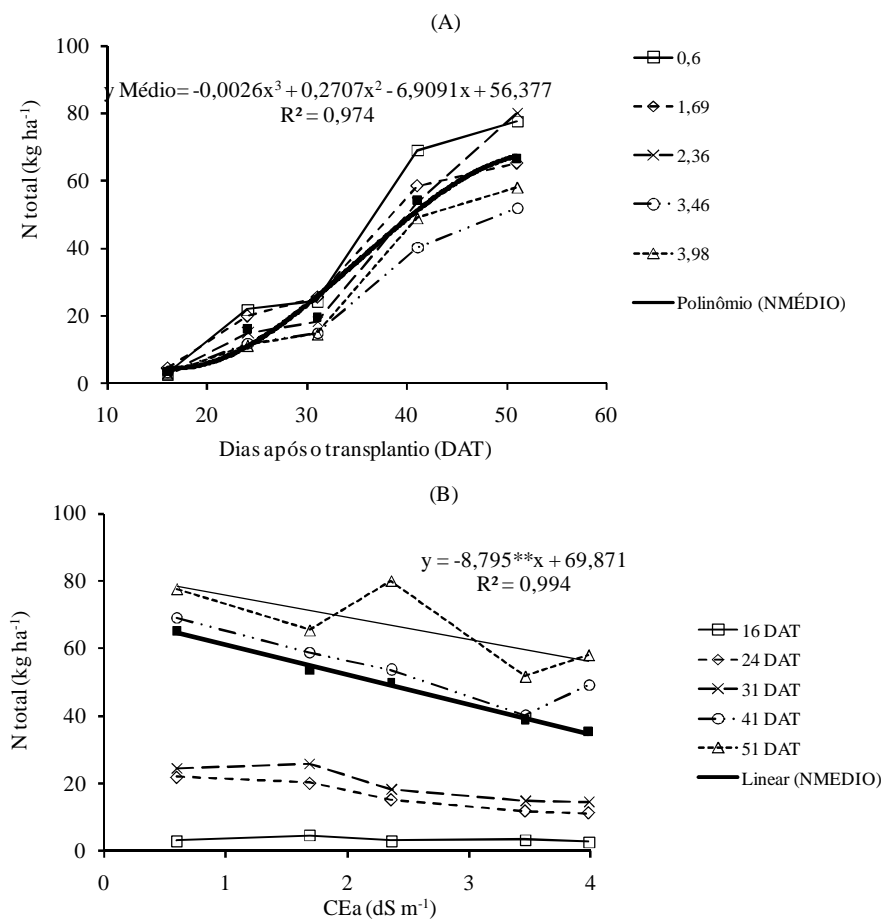 (A)
100
80
60
40
20
0
N total (kg ha⁻¹)
y Médio= -0,0026x³ + 0,2707x² - 6,9091x + 56,377
R² = 0,974
10 20 30 40 50 60
Dias após o transplantio (DAT)
0,6
1,69
2,36
3,46
3,98
Polinômio (NMÉDIO)
(B)
100
80
60
40
20
0
N total (kg ha⁻¹)
y = -8,795**x + 69,871
R² = 0,994
0 1 2 3 4
CEa (dS m⁻¹)
16 DAT
24 DAT
31 DAT
41 DAT
51 DAT
Linear (NMEDIO)